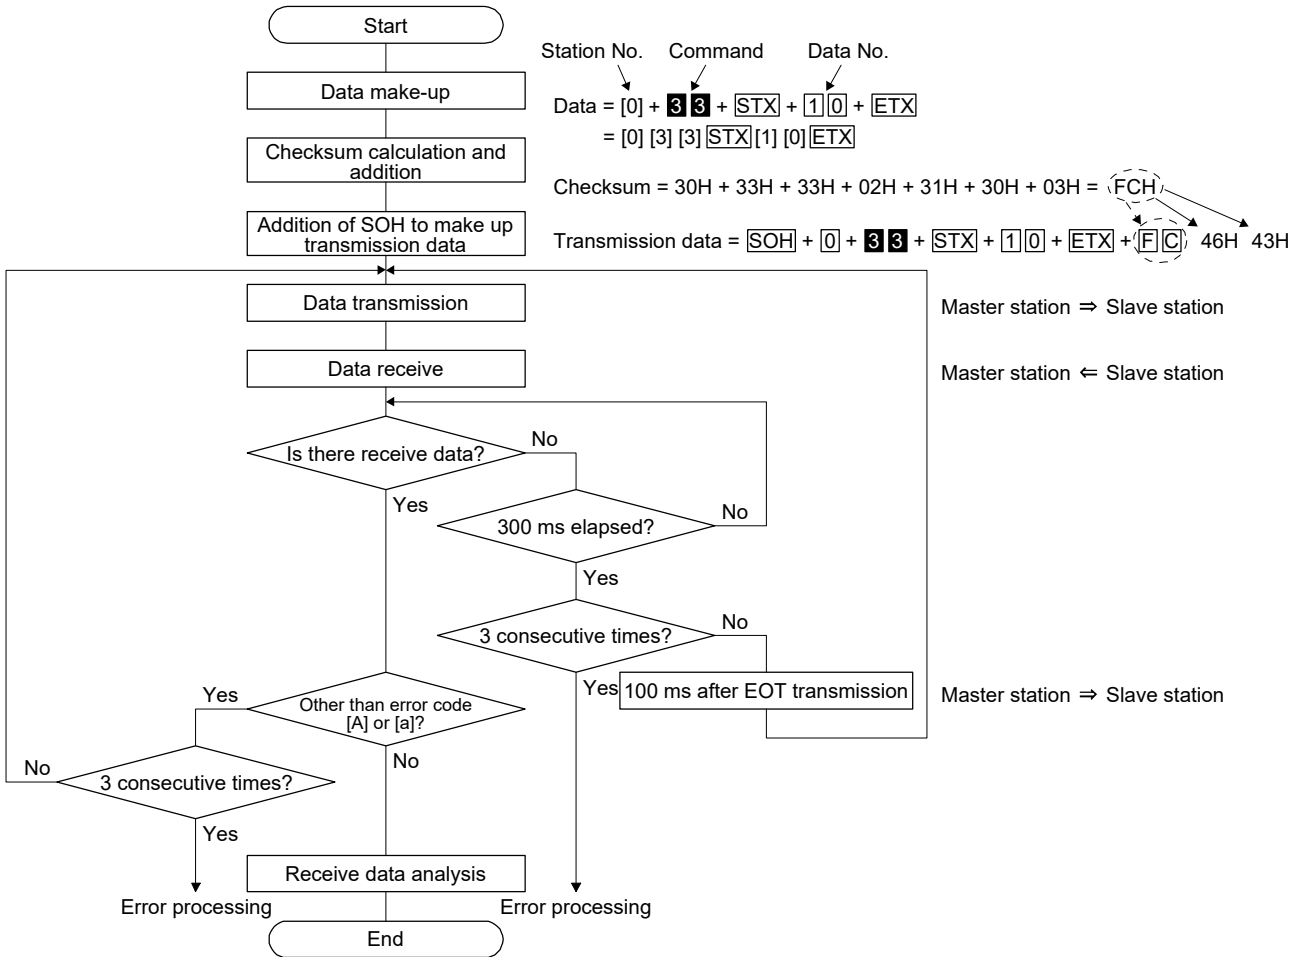 Start
Station No. Command Data No.
Data make-up
Data = [0] + 3 3 + STX + 1 0 + ETX
= [0] [3] [3] STX [1] [0] ETX
Checksum calculation and
addition
Checksum = 30H + 33H + 33H + 02H + 31H + 30H + 03H = FCH
Addition of SOH to make up
transmission data
Transmission data = SOH + 0 + 3 3 + STX + 1 0 + ETX + F C 46H 43H
Data transmission
Master station ⇒ Slave station
Data receive
Master station ⇐ Slave station
Is there receive data?
No
Yes
300 ms elapsed?
No
Yes
3 consecutive times?
No
Yes
100 ms after EOT transmission
Master station ⇒ Slave station
Other than error code
[A] or [a]?
Yes
No
3 consecutive times?
No
Yes
Receive data analysis
Error processing
Error processing
End